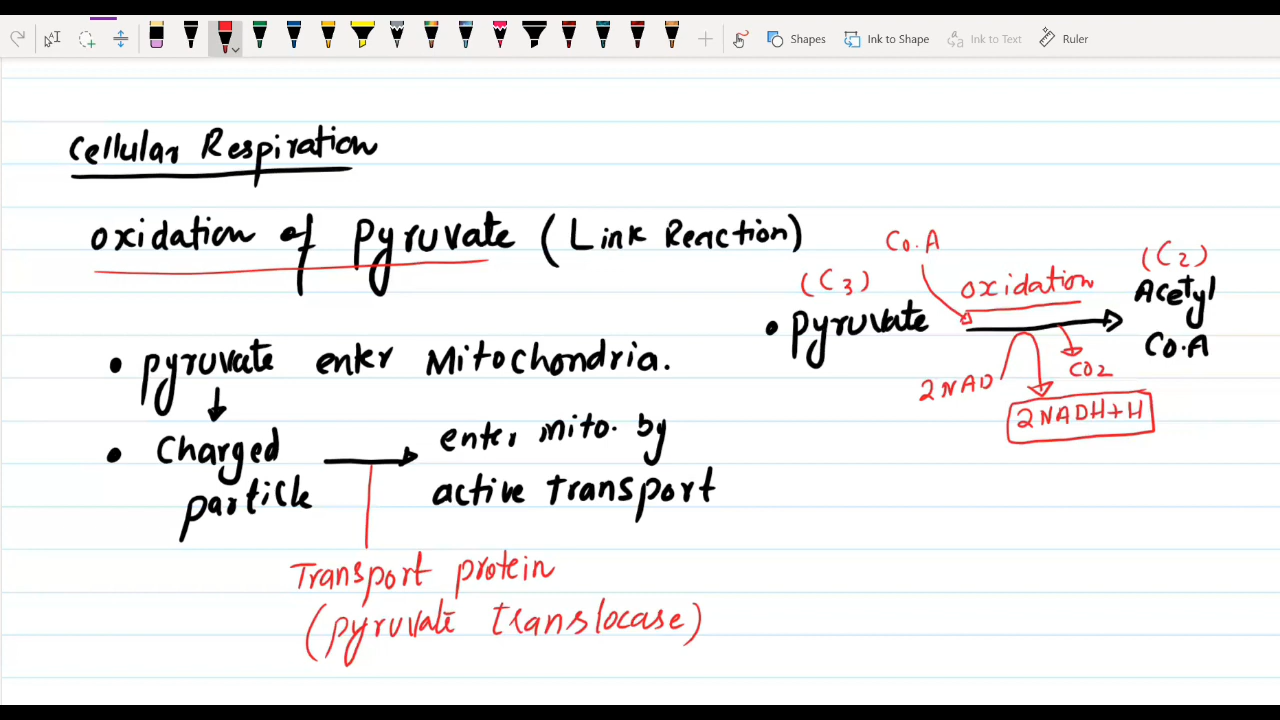 Shapes
Ink to Shape
Ink to Text
Ruler
Cellular Respiration
oxidation of pyruvate (Link Reaction)
• pyruvate enter Mitochondria.
• Charged particle
enter mito. by
active transport
Transport protein
(pyruvate translocase)
Co.A
(C3)
oxidation
(C2)
• pyruvate
Acetyl
Co.A
2NAD
CO2
2NADH+H